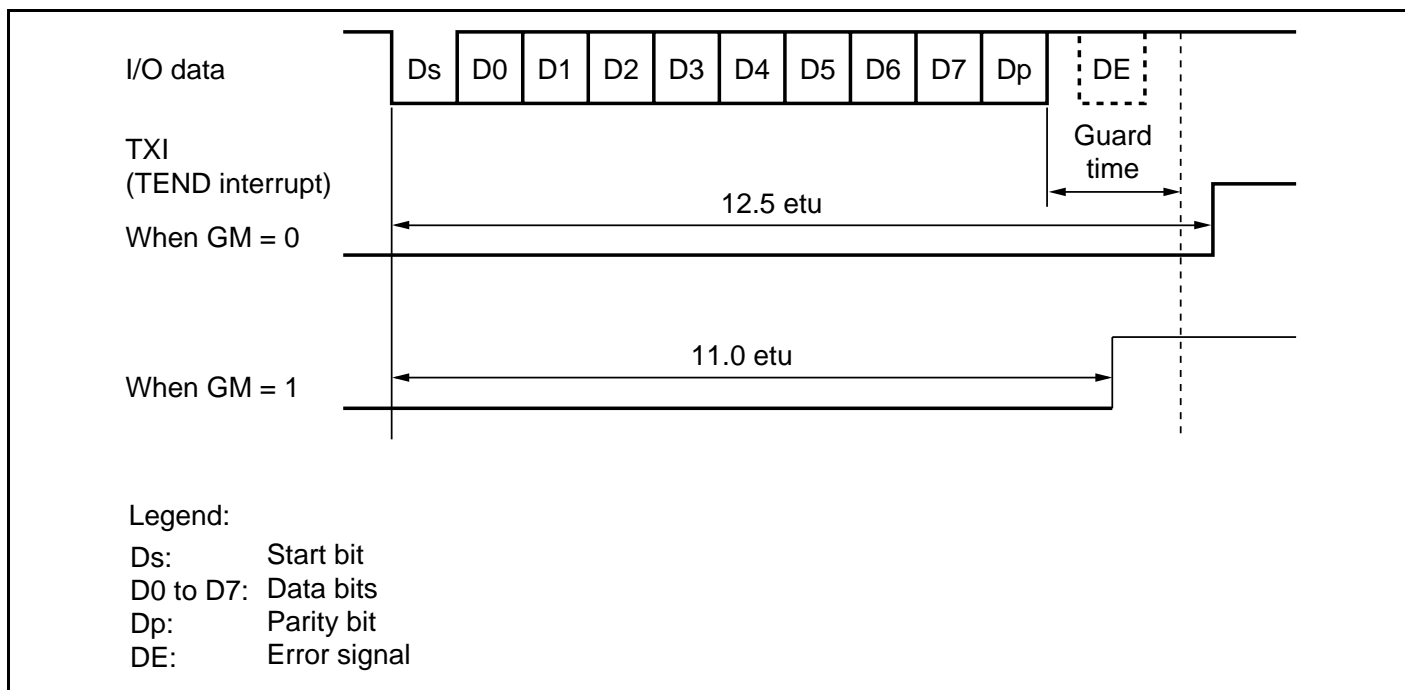 I/O data
Ds D0 D1 D2 D3 D4 D5 D6 D7 Dp DE
Guard
time
TXI
(TEND interrupt)
12.5 etu
When GM = 0
11.0 etu
When GM = 1
Legend:
Ds: Start bit
D0 to D7: Data bits
Dp: Parity bit
DE: Error signal